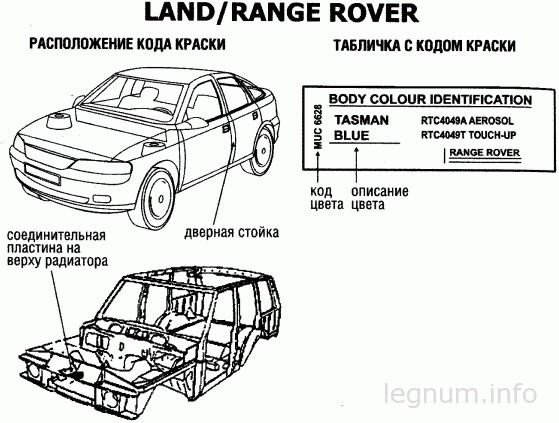 LAND/RANGE ROVER
РАСПОЛОЖЕНИЕ КОДА КРАСКИ
ТАБЛИЧКА С КОДОМ КРАСКИ
MUC 6628
BODY COLOUR IDENTIFICATION
TASMAN RTC4049A AEROSOL
BLUE RTC4049T TOUCH-UP
RANGE ROVER
код
цвета
описание
цвета
дверная стойка
соединительная
пластина на
верху радиатора
legnum.info